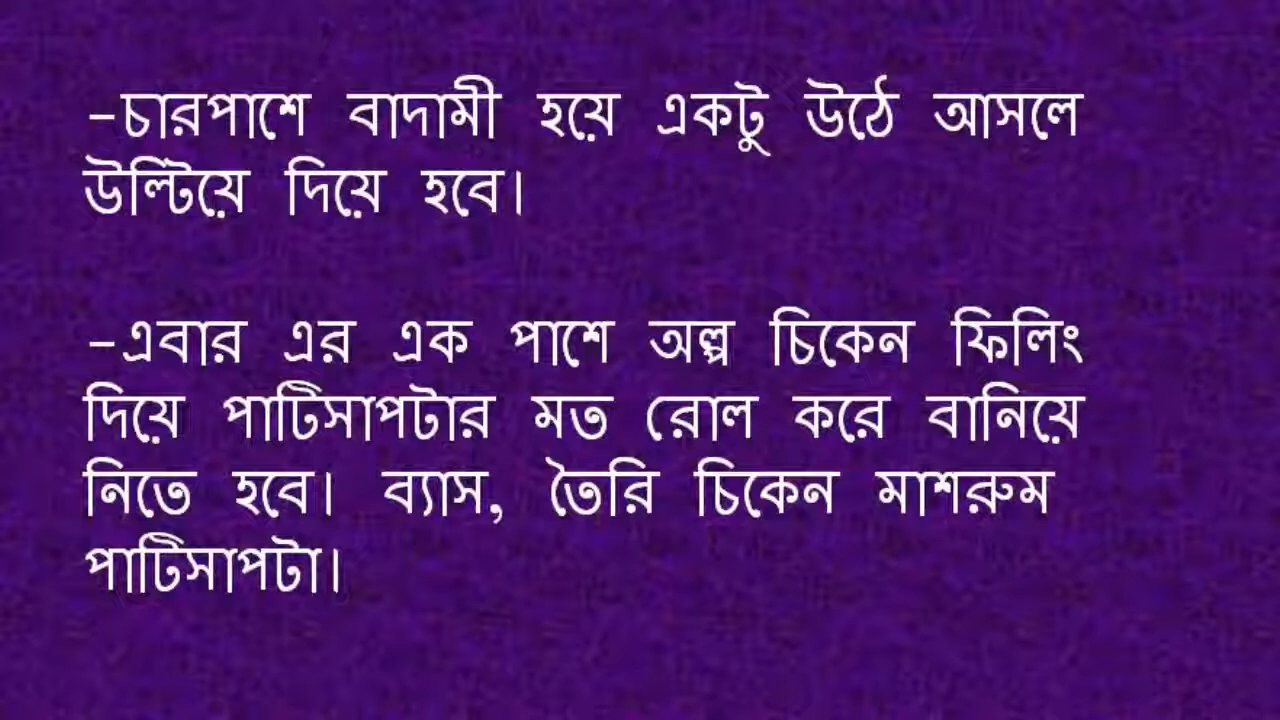 -চারপাশে বাদামী হয়ে একটু উঠে আসলে
উল্টিয়ে দিয়ে হবে।
-এবার এর এক পাশে অল্প চিকেন ফিলিং
দিয়ে পাটিসাপটার মত রোল করে বানিয়ে
নিতে হবে। ব্যাস, তৈরি চিকেন মাশরুম
পাটিসাপটা।